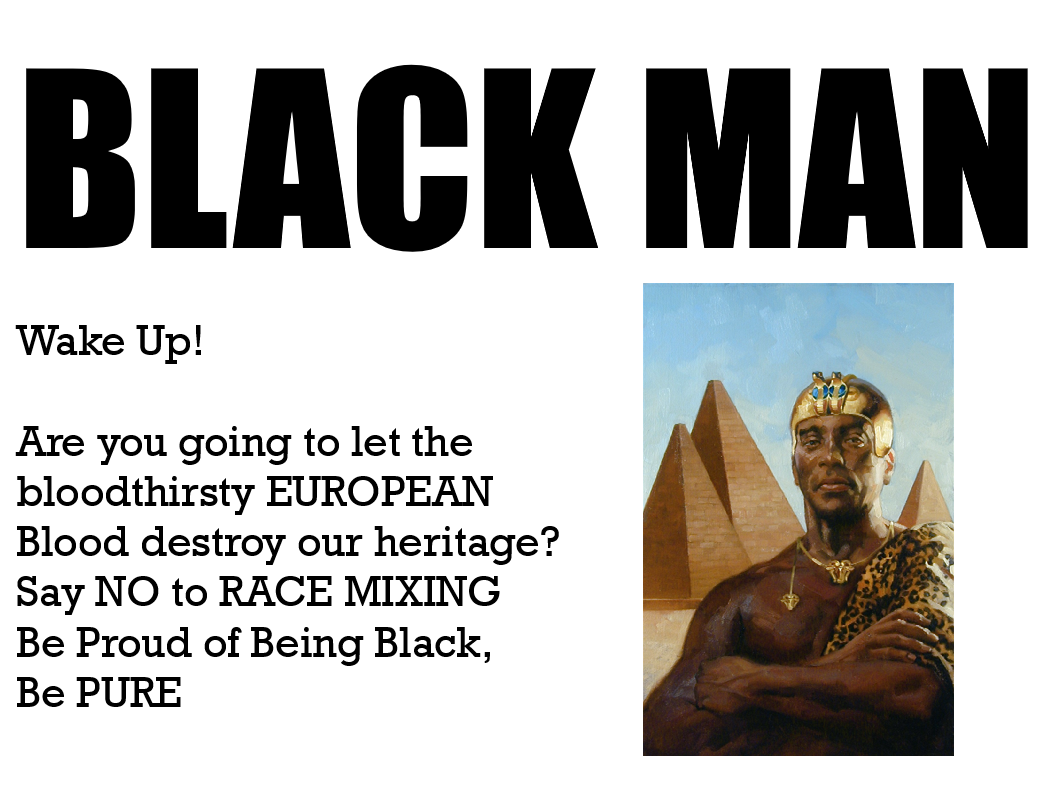 BLACK MAN
Wake Up!
Are you going to let the
bloodthirsty EUROPEAN
Blood destroy our heritage?
Say NO to RACE MIXING
Be Proud of Being Black,
Be PURE